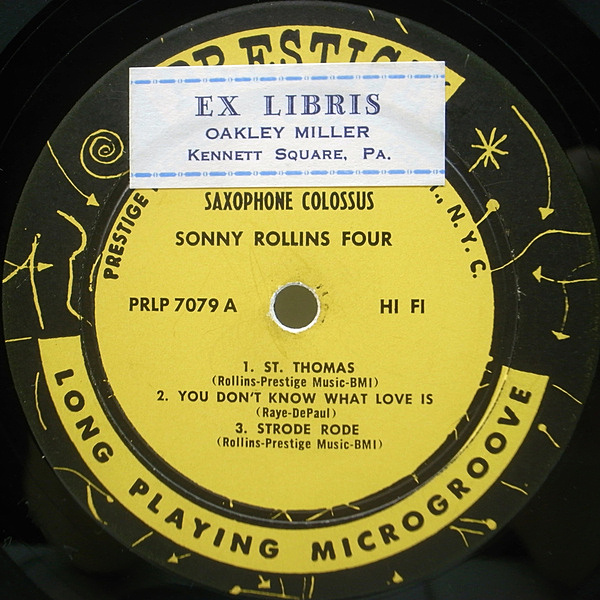 PRESTIGE
EX LIBRIS
OAKLEY MILLER
KENNETT SQUARE, PA.
PRESTIGE
., N.Y.C.
SAXOPHONE COLOSSUS
SONNY ROLLINS FOUR
PRLP 7079 A
HI FI
1. ST. THOMAS
(Rollins-Prestige Music-BMI)
2. YOU DON'T KNOW WHAT LOVE IS
(Raye-DePaul)
3. STRODE RODE
(Rollins-Prestige Music-BMI)
LONG PLAYING MICROGROOVE